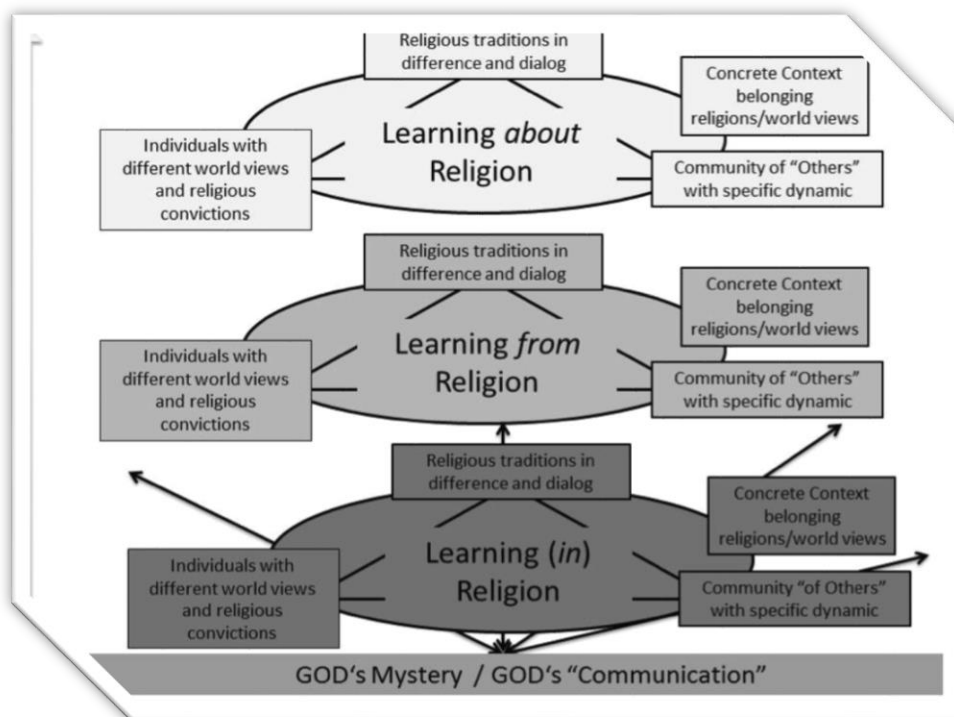 Religious traditions in
difference and dialog
Concrete Context
belonging
religions/world views
Individuals with
different world views
and religious
convictions
Learning about
Religion
Community of “Others”
with specific dynamic
Religious traditions in
difference and dialog
Concrete Context
belonging
religions/world views
Individuals with
different world views
and religious
convictions
Learning from
Religion
Community of “Others”
with specific dynamic
Religious traditions in
difference and dialog
Concrete Context
belonging
religions/world views
Individuals with
different world views
and religious
convictions
Learning (in)
Religion
Community “of Others”
with specific dynamic
GOD‘s Mystery / GOD‘s “Communication”